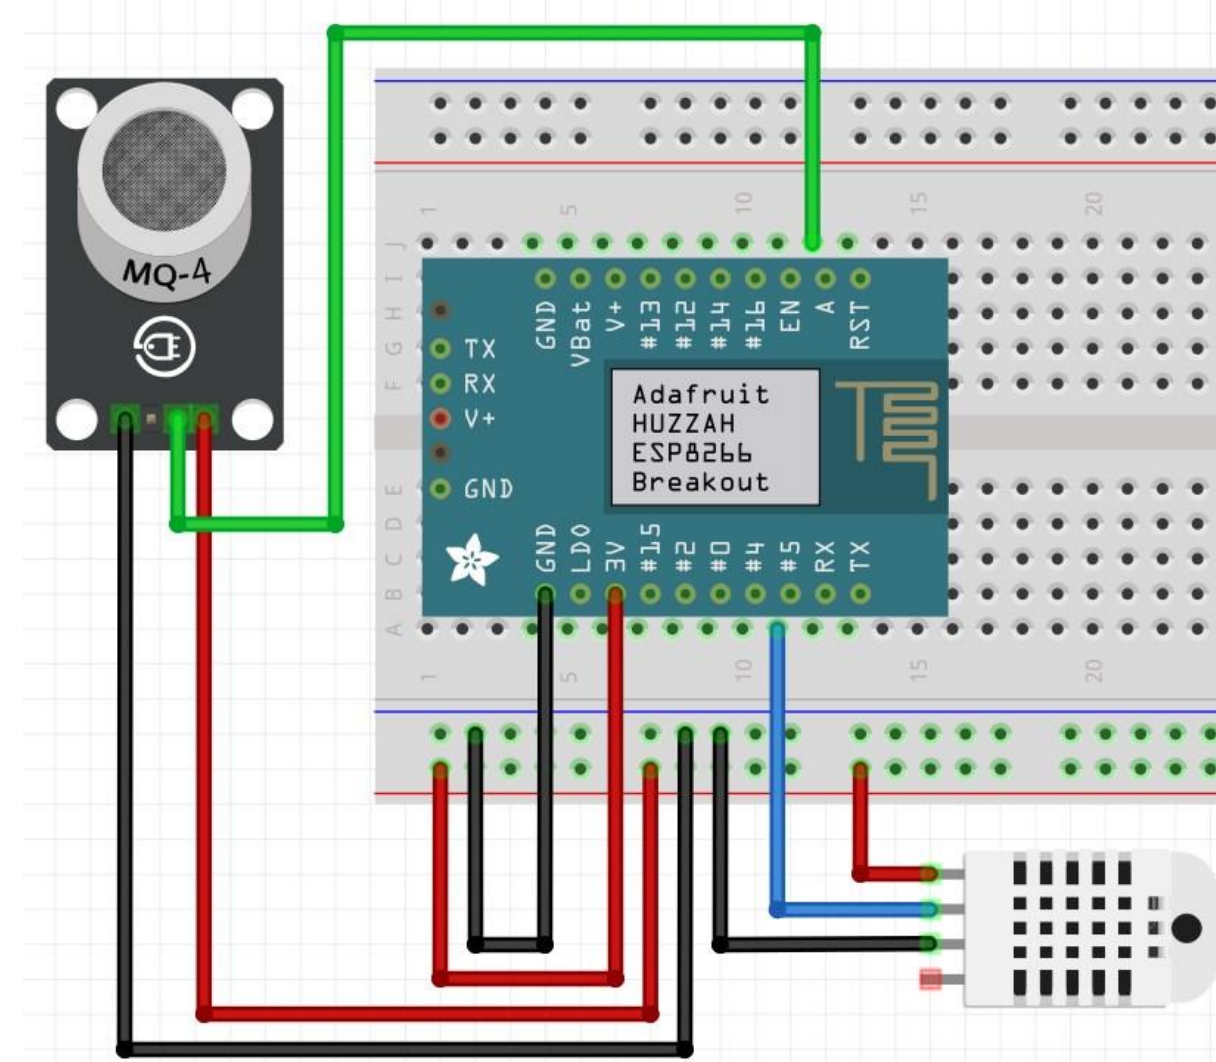 MQ-4
1
5
10
15
20
J
I
H
G
F
GND
VBat
V+
#13
#12
#14
#16
EN
A
RST
TX
RX
V+
GND
Adafruit
HUZZAH
ESP8266
Breakout
E
D
C
B
A
GND
LDO
3V
#15
#2
#0
#4
#5
RX
TX
1
5
10
15
20